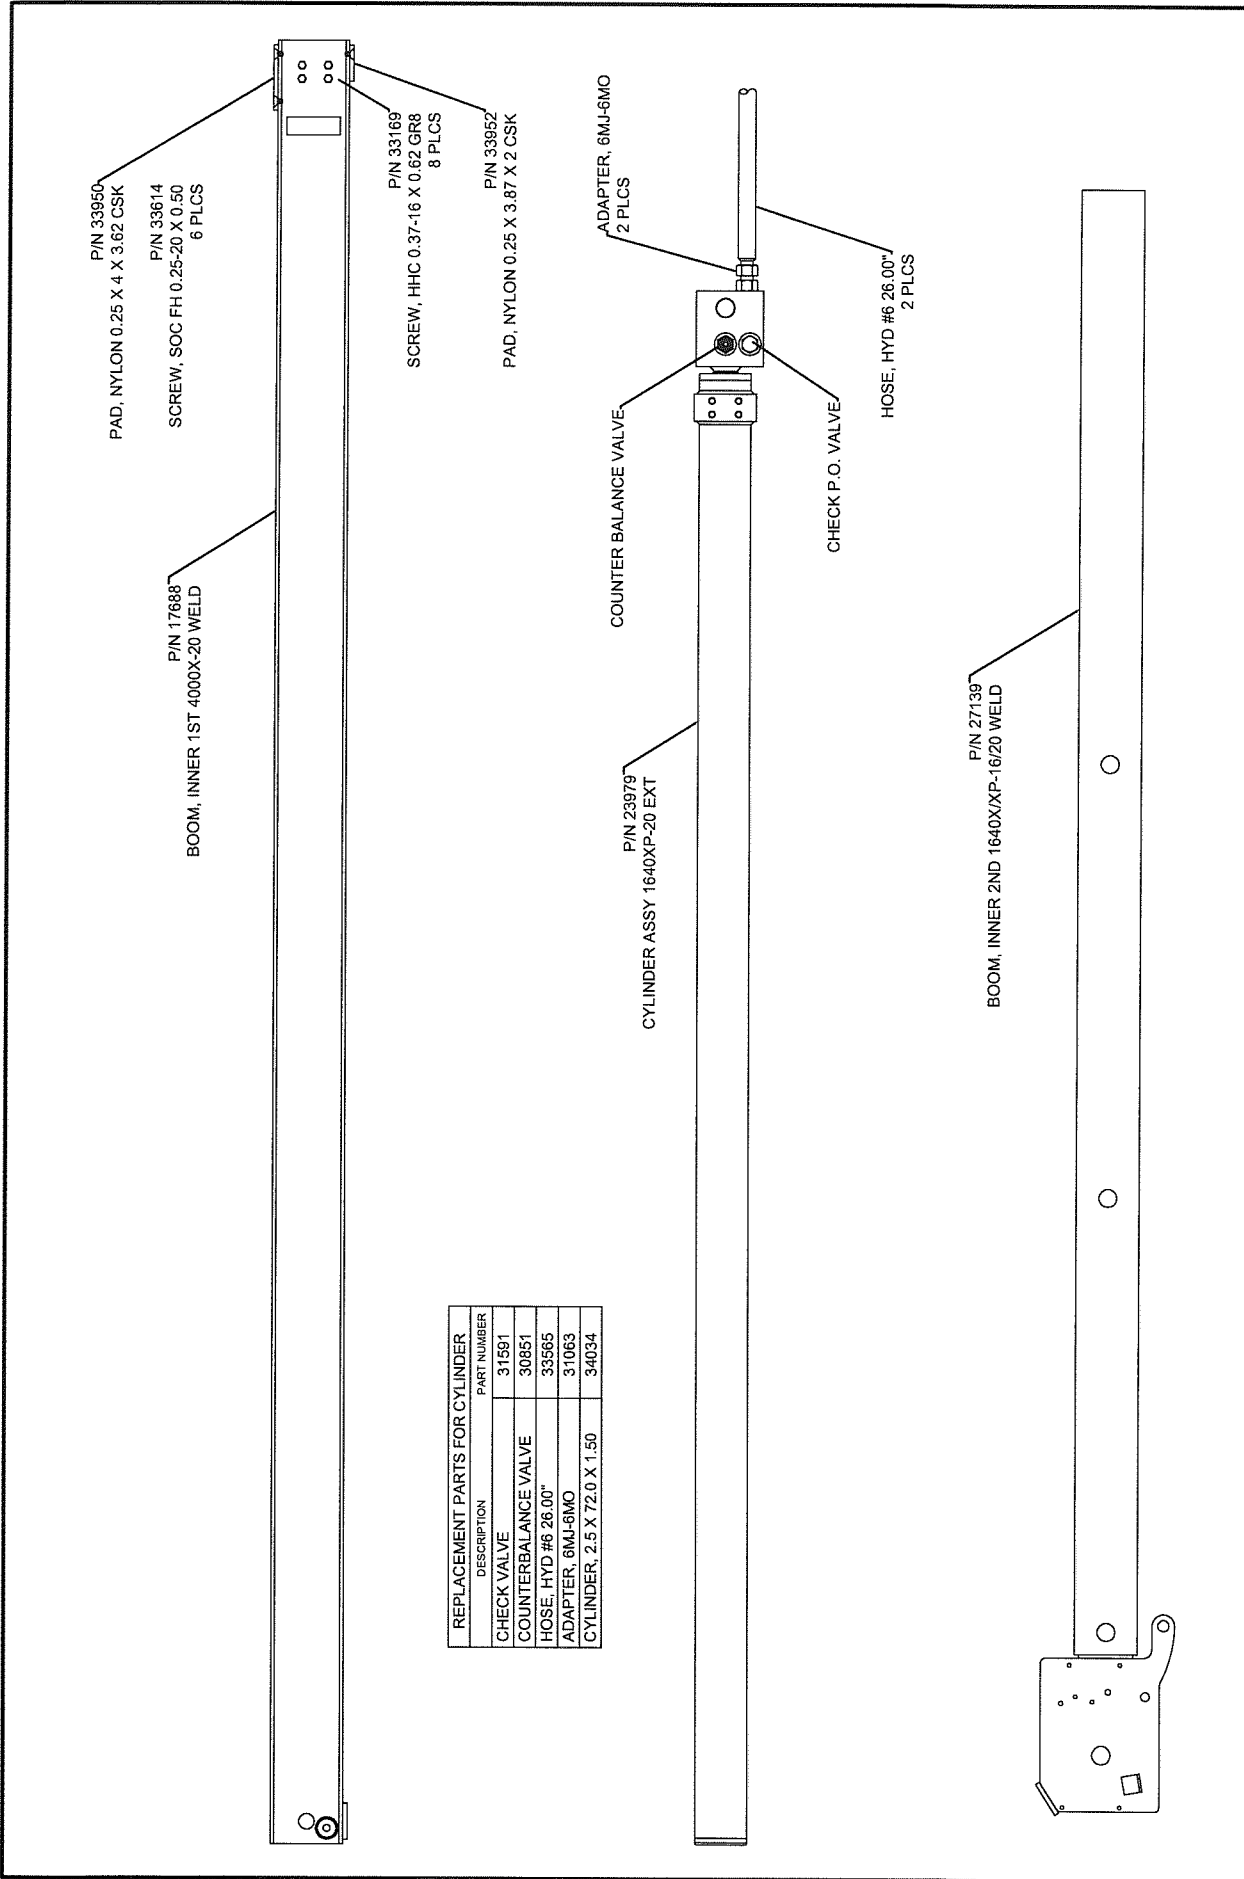 P/N 33950
PAD, NYLON 0.25 X 4 X 3.62 CSK
P/N 33614
SCREW, SOC FH 0.25-20 X 0.50
6 PLCS
P/N 17688
BOOM, INNER 1ST 4000X-20 WELD
P/N 33169
SCREW, HHC 0.37-16 X 0.62 GR8
8 PLCS
P/N 33952
PAD, NYLON 0.25 X 3.87 X 2 CSK
REPLACEMENT PARTS FOR CYLINDER
DESCRIPTION PART NUMBER
CHECK VALVE 31591
COUNTERBALANCE VALVE 30851
HOSE, HYD #6 26.00" 33565
ADAPTER, 6MJ-6MO 31063
CYLINDER, 2.5 X 72.0 X 1.50 34034
ADAPTER, 6MJ-6MO
2 PLCS
COUNTER BALANCE VALVE
P/N 23979
CYLINDER ASSY 1640XP-20 EXT
CHECK P.O. VALVE
HOSE, HYD #6 26.00"
2 PLCS
P/N 27139
BOOM, INNER 2ND 1640X/XP-16/20 WELD